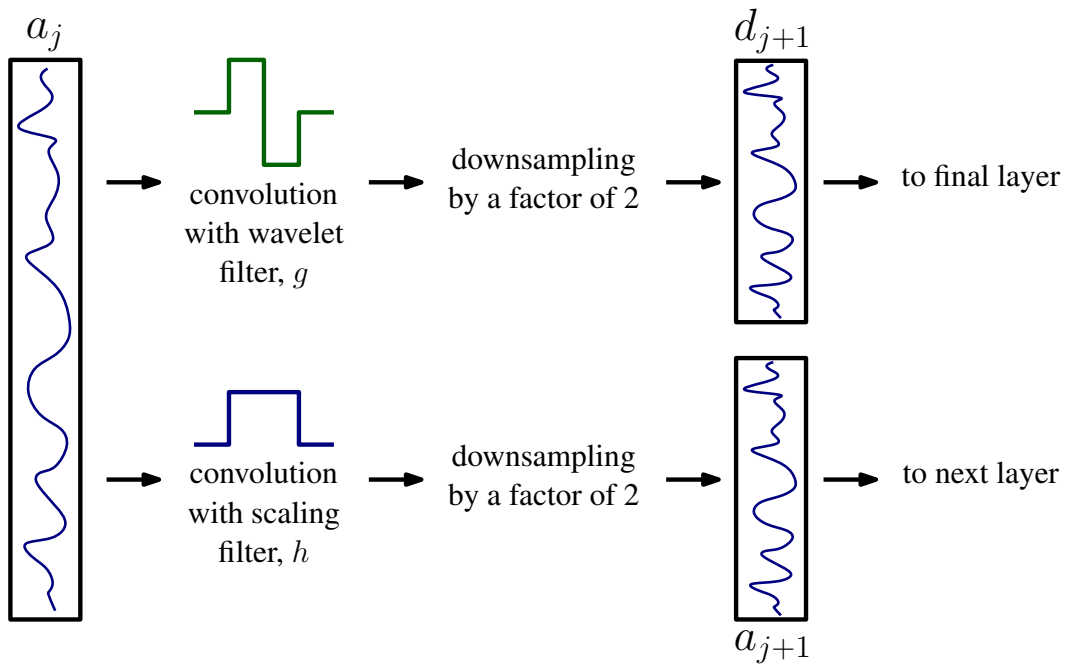 a_j
d_{j+1}
convolution
with wavelet
filter, g
downsampling
by a factor of 2
to final layer
convolution
with scaling
filter, h
downsampling
by a factor of 2
to next layer
a_{j+1}